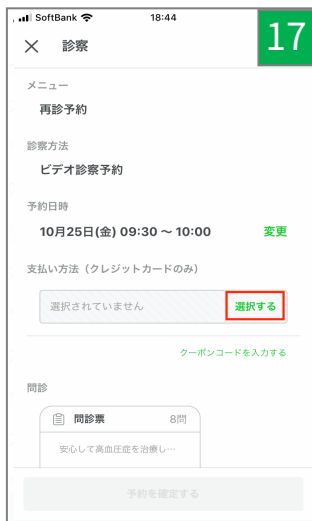 SoftBank 18:44
17
× 診察
メニュー
再診予約
診察方法
ビデオ診察予約
予約日時
10月25日(金) 09:30 ~ 10:00 変更
支払い方法（クレジットカードのみ）
選択されていません 選択する
クーポンコードを入力する
問診
問診票 8問
安心して高血圧症を治療し…
予約を確定する